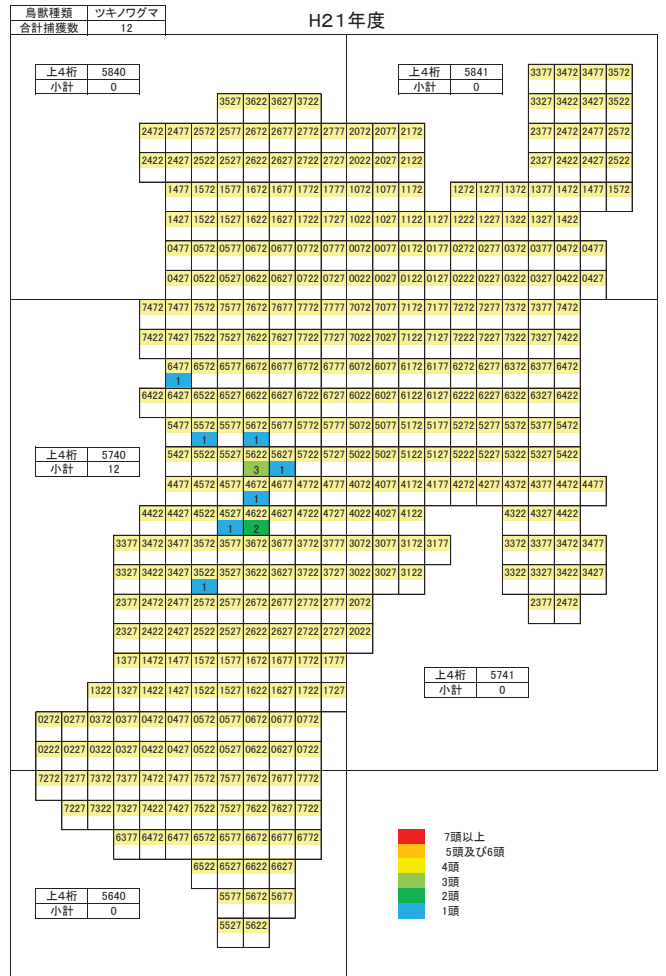 鳥獣種類 ツキノワグマ
合計捕獲数 12
H21年度
上4桁 5840
小計 0
上4桁 5841
小計 0
3377 3472 3477 3572
3527 3622 3627 3722 3327 3422 3427 3522
2472 2477 2572 2577 2672 2677 2772 2777 2072 2077 2172 2377 2472 2477 2572
2422 2427 2522 2527 2622 2627 2722 2727 2022 2027 2122 2327 2422 2427 2522
1477 1572 1577 1672 1677 1772 1777 1072 1077 1172 1272 1277 1372 1377 1472 1477 1572
1427 1522 1527 1622 1627 1722 1727 1022 1027 1122 1127 1222 1227 1322 1327 1422
0477 0572 0577 0672 0677 0772 0777 0072 0077 0172 0177 0272 0277 0372 0377 0472 0477
0427 0522 0527 0622 0627 0722 0727 0022 0027 0122 0127 0222 0227 0322 0327 0422 0427
7472 7477 7572 7577 7672 7677 7772 7777 7072 7077 7172 7177 7272 7277 7372 7377 7472
7422 7427 7522 7527 7622 7627 7722 7727 7022 7027 7122 7127 7222 7227 7322 7327 7422
6477 6572 6577 6672 6677 6772 6777 6072 6077 6172 6177 6272 6277 6372 6377 6472
1
6422 6427 6522 6527 6622 6627 6722 6727 6022 6027 6122 6127 6222 6227 6322 6327 6422
5477 5572 5577 5672 5677 5772 5777 5072 5077 5172 5177 5272 5277 5372 5377 5472
1 1
上4桁 5740
小計 12
5427 5522 5527 5622 5627 5722 5727 5022 5027 5122 5127 5222 5227 5322 5327 5422
3 1
4477 4572 4577 4672 4677 4772 4777 4072 4077 4172 4177 4272 4277 4372 4377 4472 4477
1
4422 4427 4522 4527 4622 4627 4722 4727 4022 4027 4122 4322 4327 4422
1 2
3377 3472 3477 3572 3577 3672 3677 3772 3777 3072 3077 3172 3177 3372 3377 3472 3477
3327 3422 3427 3522 3527 3622 3627 3722 3727 3022 3027 3122 3322 3327 3422 3427
1
2377 2472 2477 2572 2577 2672 2677 2772 2777 2072 2377 2472
2327 2422 2427 2522 2527 2622 2627 2722 2727 2022
1377 1472 1477 1572 1577 1672 1677 1772 1777
上4桁 5741
小計 0
1322 1327 1422 1427 1522 1527 1622 1627 1722 1727
0272 0277 0372 0377 0472 0477 0572 0577 0672 0677 0772
0222 0227 0322 0327 0422 0427 0522 0527 0622 0627 0722
7272 7277 7372 7377 7472 7477 7572 7577 7672 7677 7772
7227 7322 7327 7422 7427 7522 7527 7622 7627 7722
6377 6472 6477 6572 6577 6672 6677 6772
6522 6527 6622 6627
上4桁 5640
小計 0
5577 5672 5677
5527 5622
7頭以上
5頭及び6頭
4頭
3頭
2頭
1頭